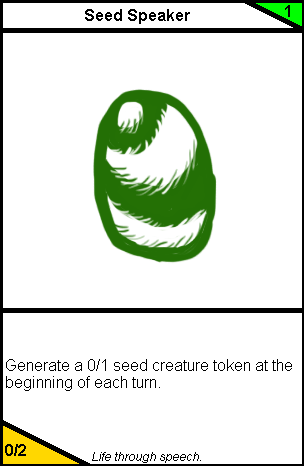 Seed Speaker
1
Generate a 0/1 seed creature token at the
beginning of each turn.
0/2
Life through speech.